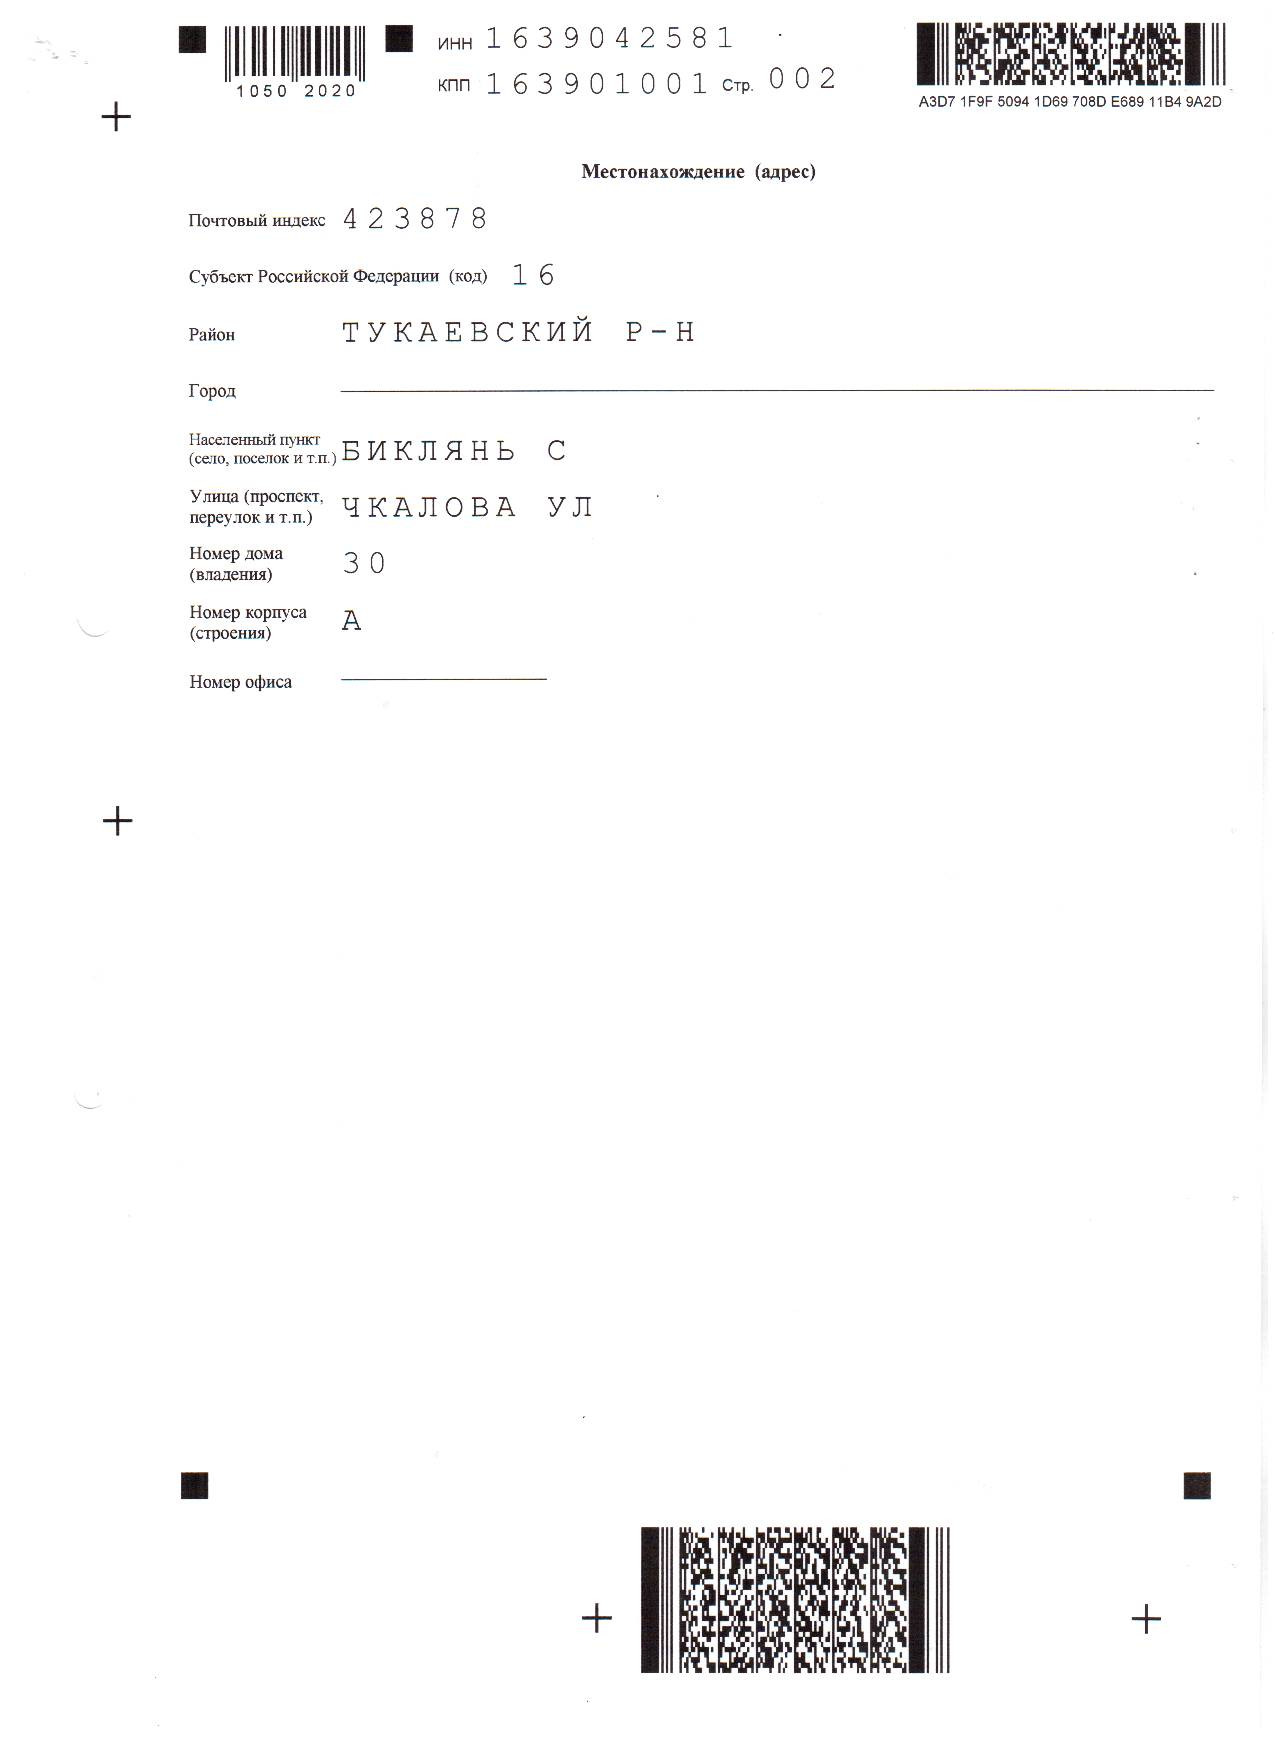 ИНН 1639042581
1050 2020
КПП 163901001 Стр. 002
A3D7 1F9F 5094 1D69 708D E689 11B4 9A2D
Местонахождение (адрес)
Почтовый индекс 423878
Субъект Российской Федерации (код) 16
Район ТУКАЕВСКИЙ Р-Н
Город
Населенный пункт
(село, поселок и т.п.) БИКЛЯНЬ С
Улица (проспект,
переулок и т.п.) ЧКАЛОВА УЛ
Номер дома
(владения) 30
Номер корпуса
(строения) А
Номер офиса